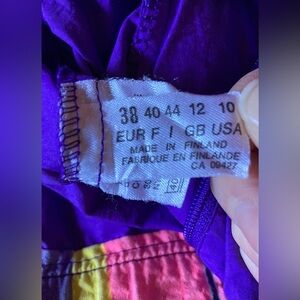 38 40 44 12 10
EUR F I GB USA
MADE IN FINLAND
FABRIQUE EN FINLANDE
CA 09427